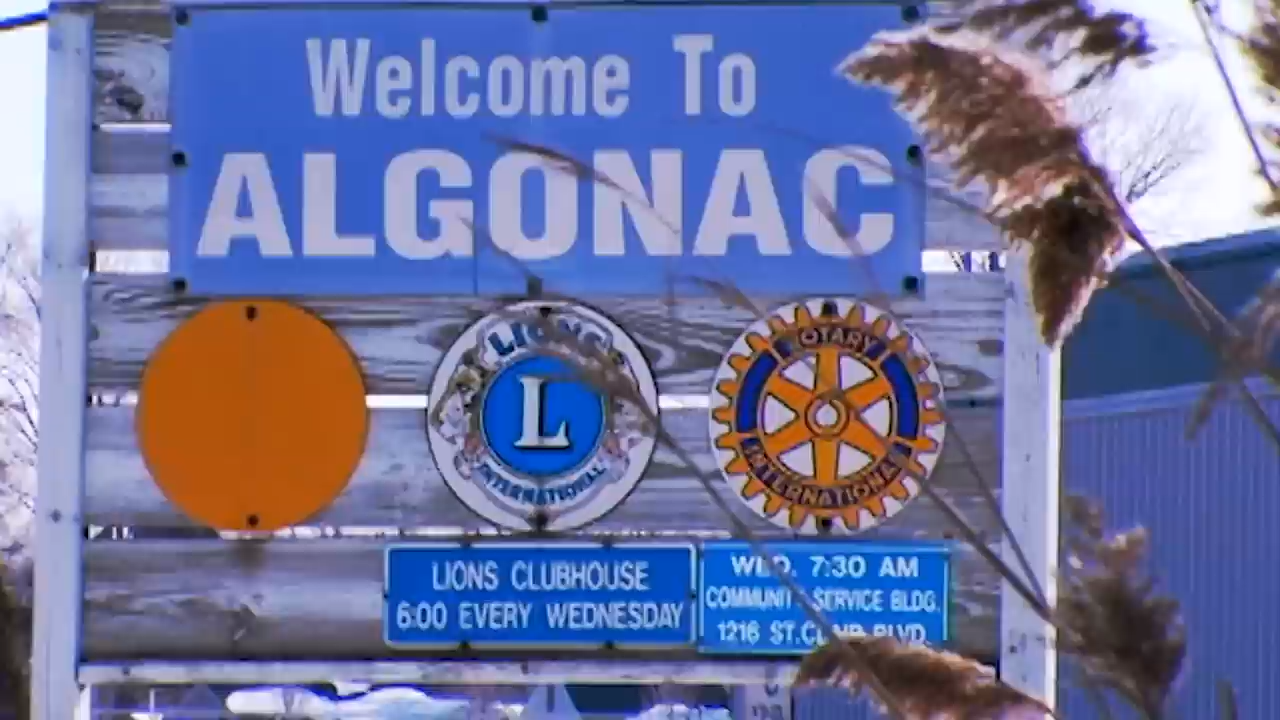 Welcome To
ALGONAC
LIONS
L
INTERNATIONAL
ROTARY
INTERNATIONAL
LIONS CLUBHOUSE
6:00 EVERY WEDNESDAY
WED. 7:30 AM
COMMUNITY SERVICE BLDG.
1216 ST.CLAIR BLVD.